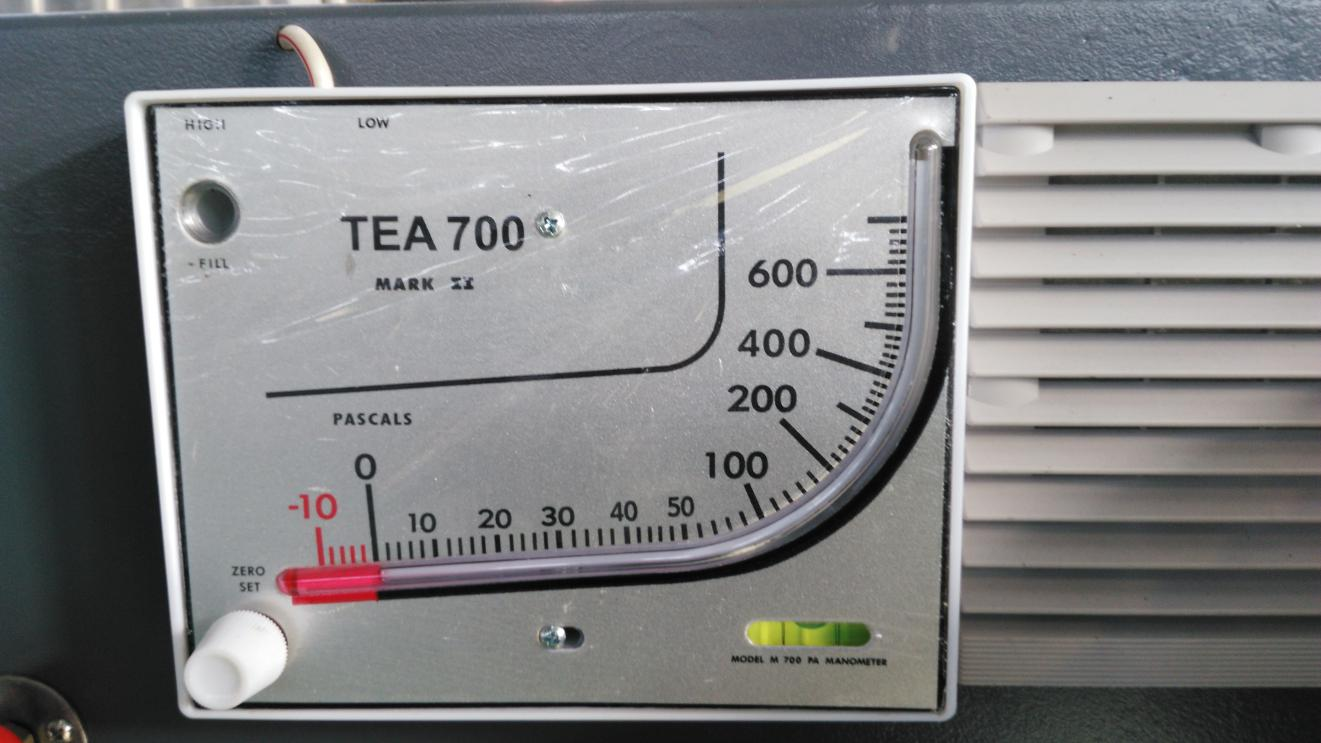 HIGH
LOW
TEA 700
- FILL
MARK II
600
400
200
PASCALS
100
0
-10
10 20 30 40 50
ZERO
SET
MODEL M 700 PA MANOMETER